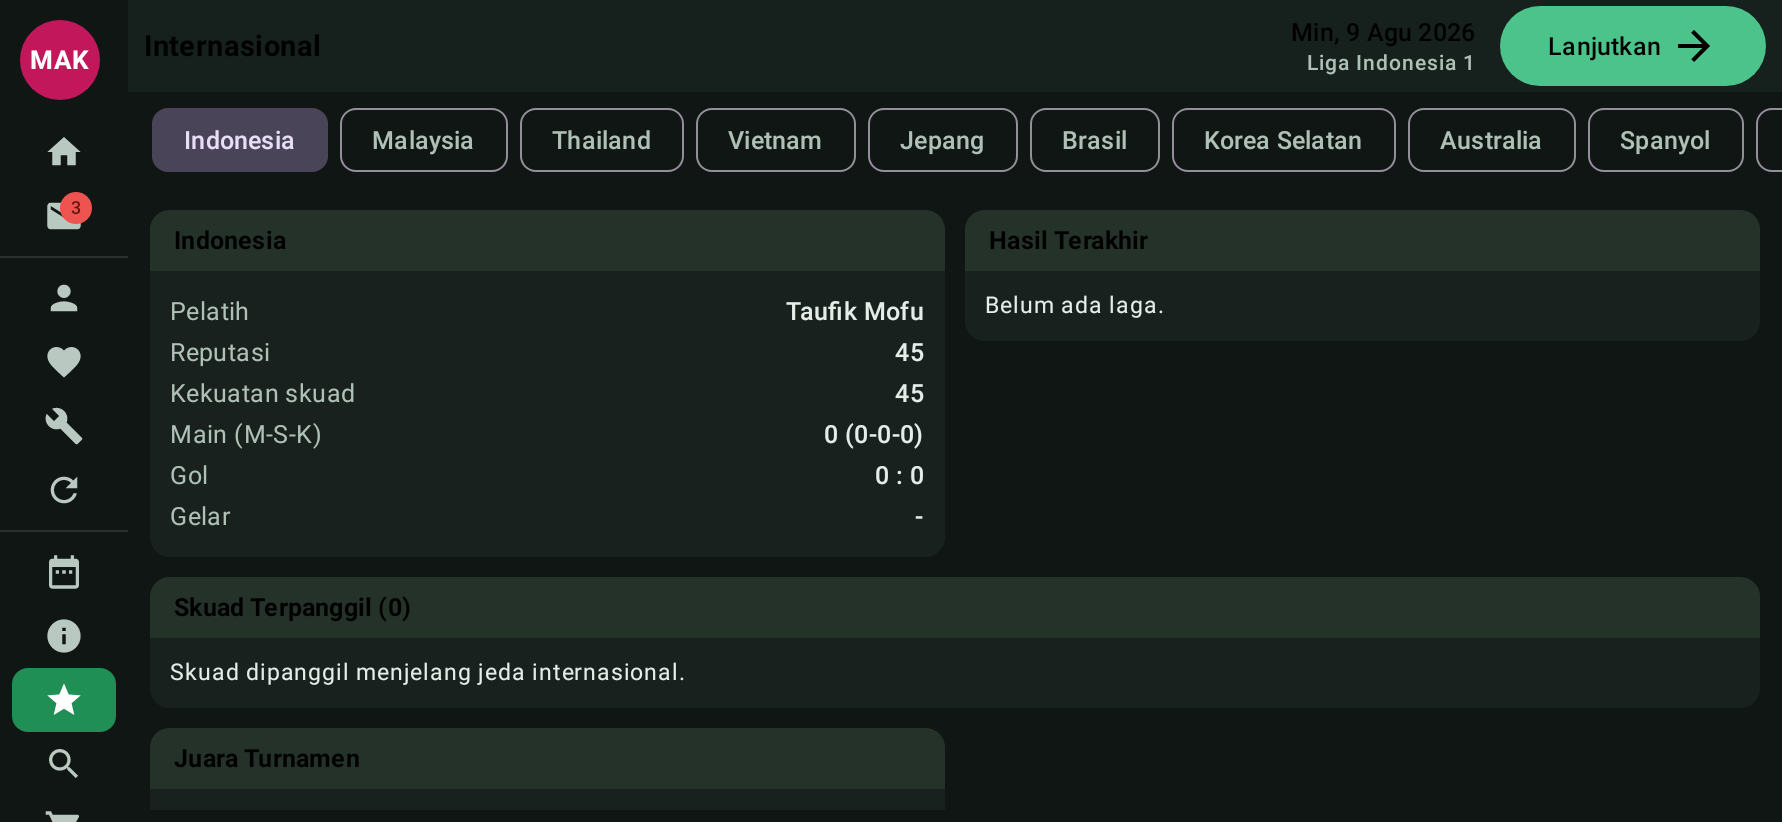 MAK
Internasional
Min, 9 Agu 2026
Liga Indonesia 1
Lanjutkan
3
Indonesia
Malaysia
Thailand
Vietnam
Jepang
Brasil
Korea Selatan
Australia
Spanyol
Indonesia
Pelatih Taufik Mofu
Reputasi 45
Kekuatan skuad 45
Main (M-S-K) 0 (0-0-0)
Gol 0 : 0
Gelar -
Hasil Terakhir
Belum ada laga.
Skuad Terpanggil (0)
Skuad dipanggil menjelang jeda internasional.
Juara Turnamen